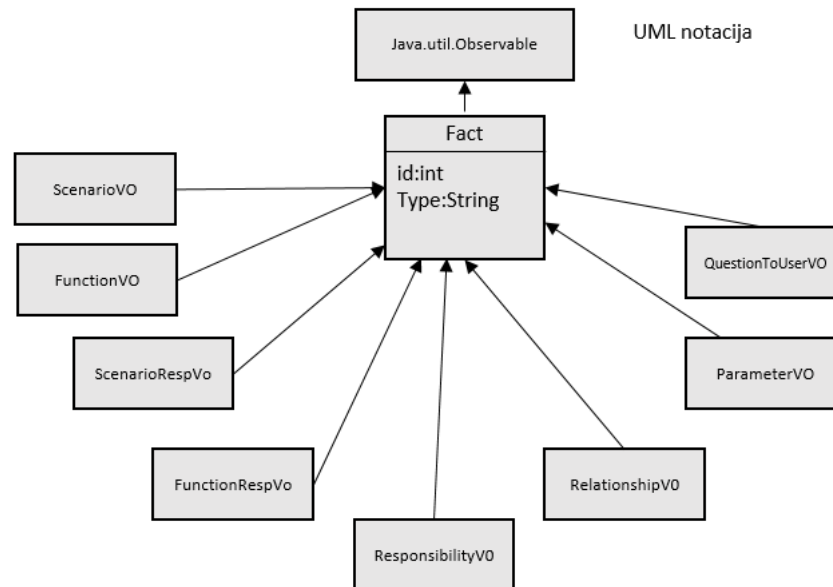 Java.util.Observable
UML notacija
Fact
id:int
Type:String
ScenarioVO
FunctionVO
QuestionToUserVO
ScenarioRespVo
ParameterVO
FunctionRespVo
RelationshipV0
ResponsibilityV0